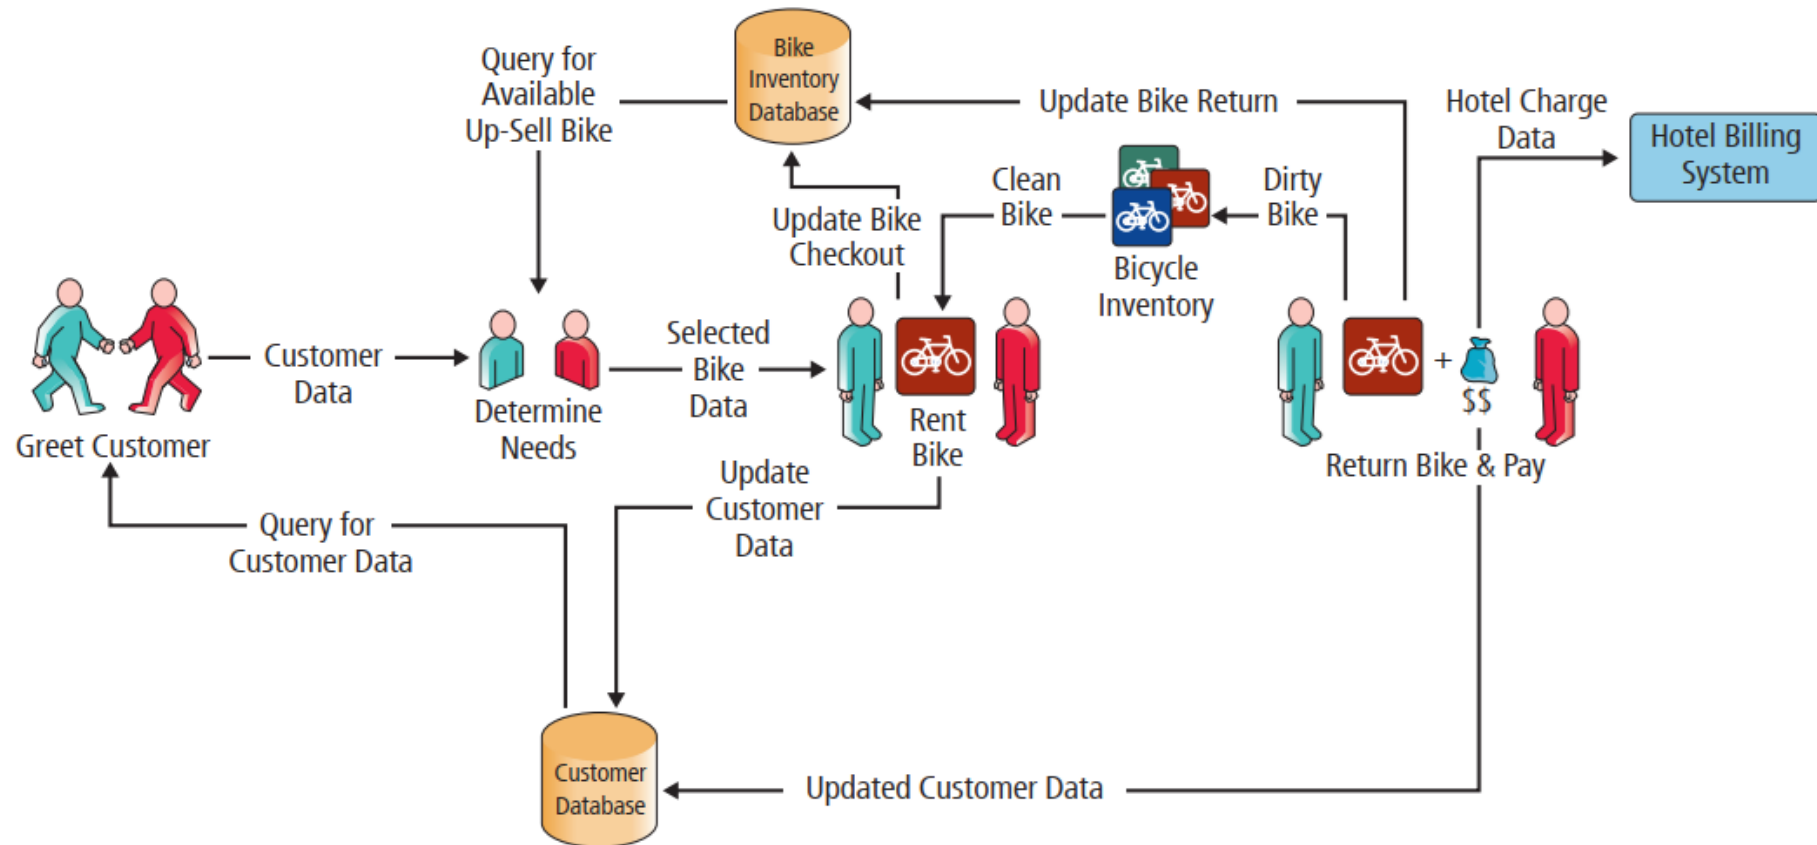 Bike
Inventory
Database
Query for
Available
Up-Sell Bike
Update Bike Return
Hotel Charge
Data
Hotel Billing
System
Clean
Bike
Dirty
Bike
Update Bike
Checkout
Bicycle
Inventory
Customer
Data
Selected
Bike
Data
+
$$
Greet Customer
Determine
Needs
Rent
Bike
Return Bike & Pay
Update
Customer
Data
Query for
Customer Data
Customer
Database
Updated Customer Data